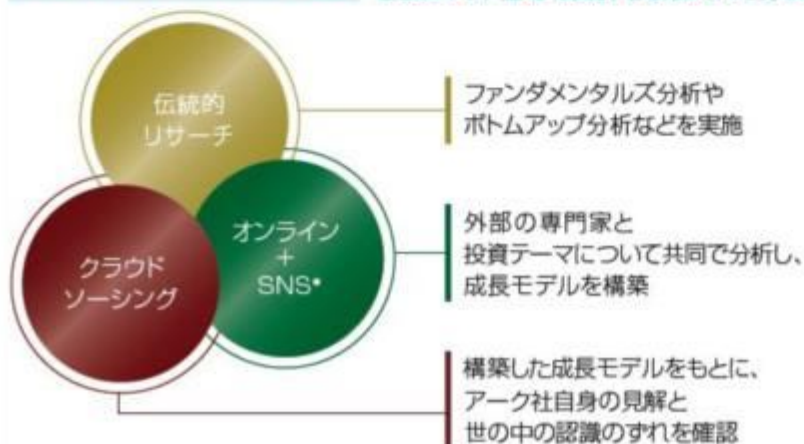 伝統的
リサーチ
ファンダメンタルズ分析や
ボトムアップ分析などを実施
オンライン
+
SNS*
外部の専門家と
投資テーマについて共同で分析し、
成長モデルを構築
クラウド
ソーシング
構築した成長モデルをもとに、
アーク社自身の見解と
世の中の認識のずれを確認